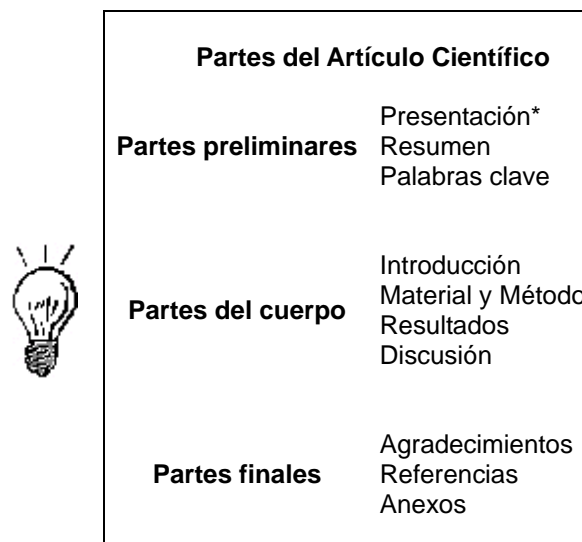 Partes del Artículo Científico
Partes preliminares
Presentación*
Resumen
Palabras clave
Partes del cuerpo
Introducción
Material y Método
Resultados
Discusión
Partes finales
Agradecimientos
Referencias
Anexos